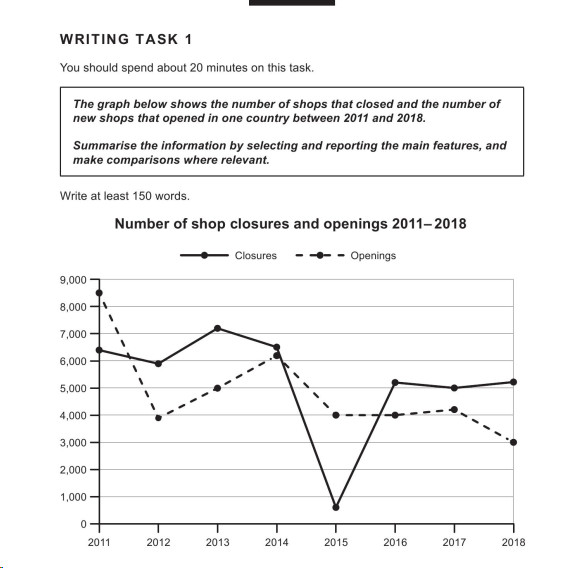 WRITING TASK 1
You should spend about 20 minutes on this task.
The graph below shows the number of shops that closed and the number of
new shops that opened in one country between 2011 and 2018.
Summarise the information by selecting and reporting the main features, and
make comparisons where relevant.
Write at least 150 words.
Number of shop closures and openings 2011–2018
Closures Openings
9,000
8,000
7,000
6,000
5,000
4,000
3,000
2,000
1,000
0
2011 2012 2013 2014 2015 2016 2017 2018